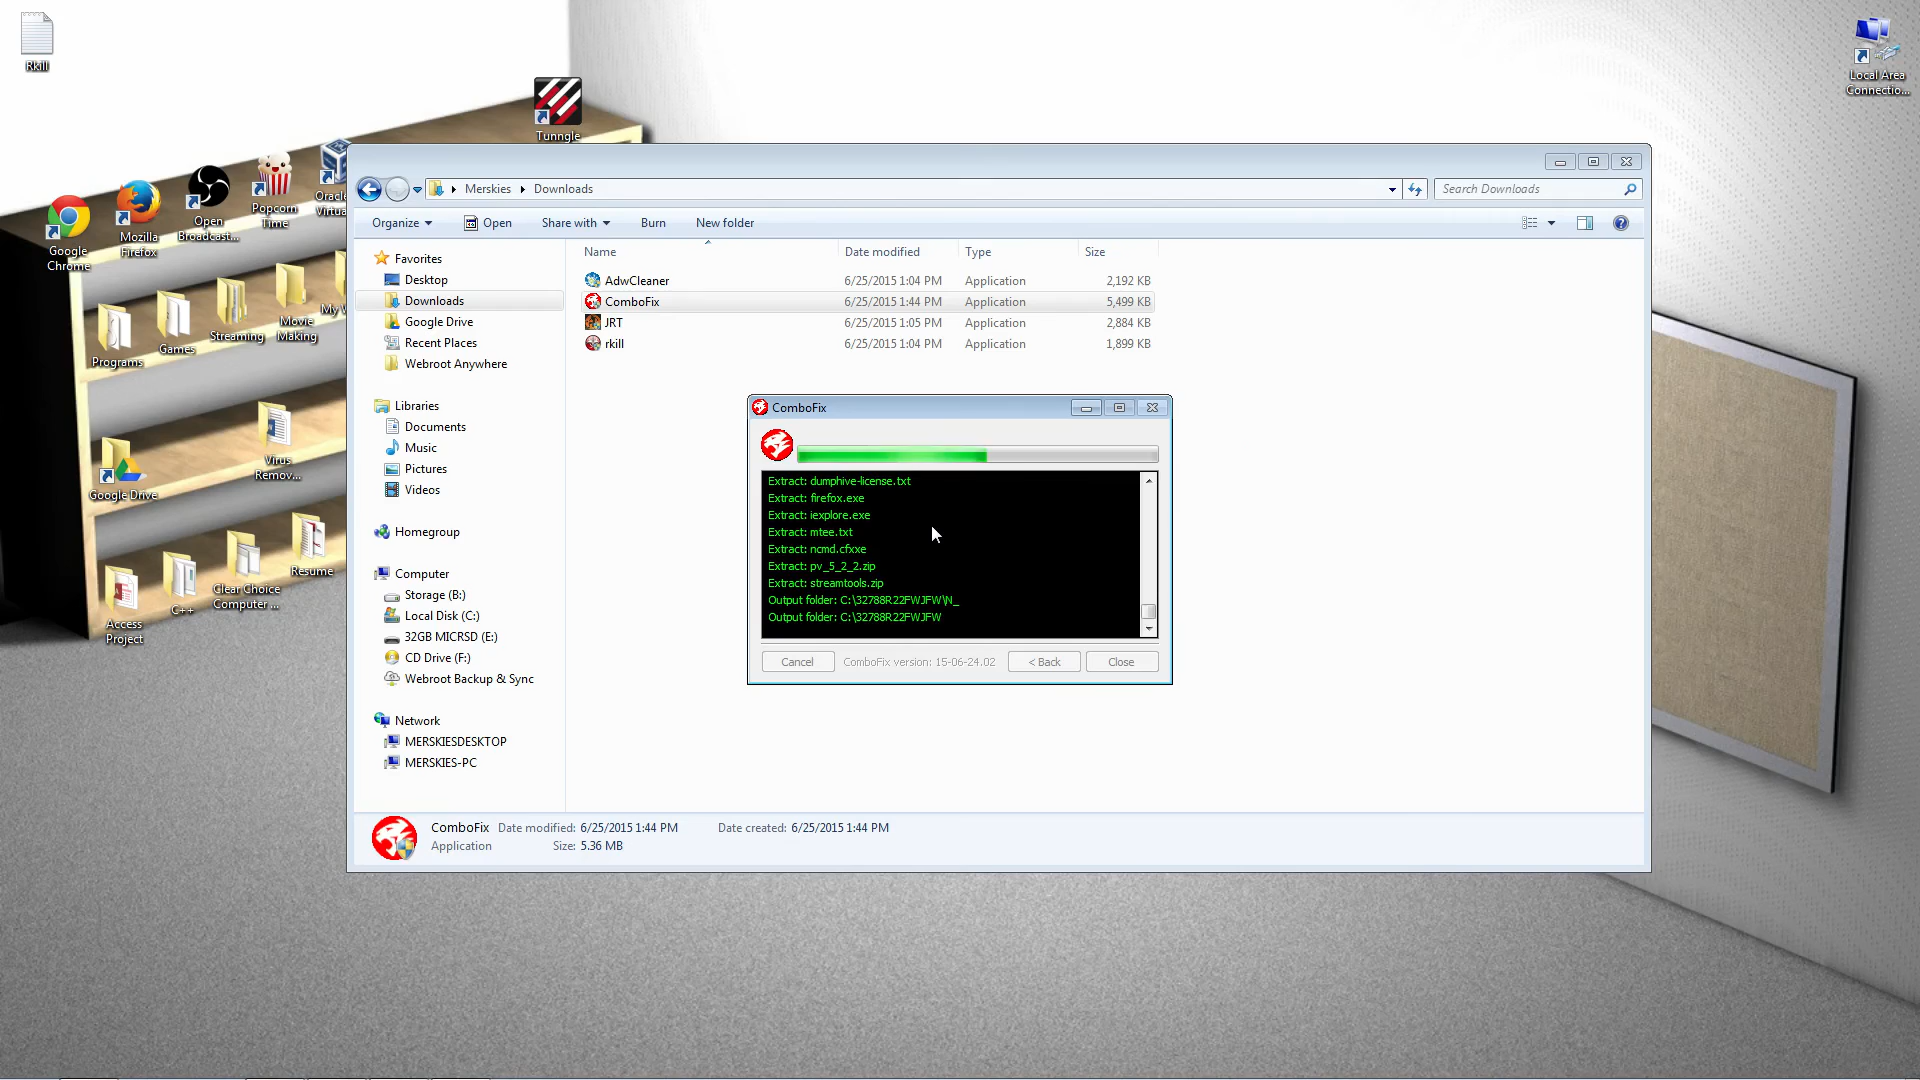 Rkill
Local Area
Connectio...
Tunngle
Google
Chrome
Mozilla
Firefox
Open
Broadcast...
Popcorn
Time
Oracle
Virtua
Programs
Games
Streaming
Movie
Making
My V
Google Drive
Virus
Remov...
Access
Project
C++
Clear Choice
Computer ...
Resume
Merskies
Downloads
Search Downloads
Organize
Open
Share with
Burn
New folder
Name
Date modified
Type
Size
AdwCleaner 6/25/2015 1:04 PM Application 2,192 KB
ComboFix 6/25/2015 1:44 PM Application 5,499 KB
JRT 6/25/2015 1:05 PM Application 2,884 KB
rkill 6/25/2015 1:04 PM Application 1,899 KB
Favorites
Desktop
Downloads
Google Drive
Recent Places
Webroot Anywhere
Libraries
Documents
Music
Pictures
Videos
Homegroup
Computer
Storage (B:)
Local Disk (C:)
32GB MICRSD (E:)
CD Drive (F:)
Webroot Backup & Sync
Network
MERSKIESDESKTOP
MERSKIES-PC
ComboFix
Extract: dumphive-license.txt
Extract: firefox.exe
Extract: iexplore.exe
Extract: mtee.txt
Extract: ncmd.cfxxe
Extract: pv_5_2_2.zip
Extract: streamtools.zip
Output folder: C:\32788R22FWJFW\N_
Output folder: C:\32788R22FWJFW
Cancel
ComboFix version: 15-06-24.02
< Back
Close
ComboFix Date modified: 6/25/2015 1:44 PM Date created: 6/25/2015 1:44 PM
Application Size: 5.36 MB